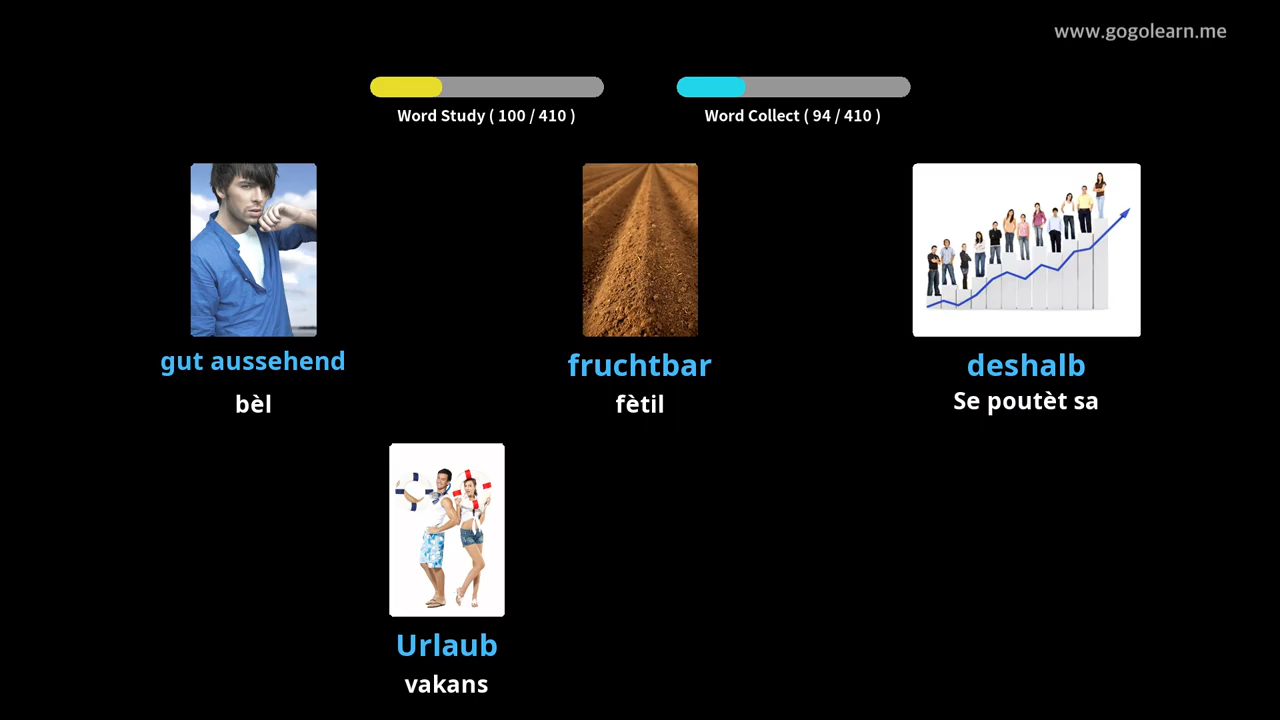 www.gogolearn.me
Word Study ( 100 / 410 )
Word Collect ( 94 / 410 )
gut aussehend
bèl
fruchtbar
fètil
deshalb
Se poutèt sa
Urlaub
vakans